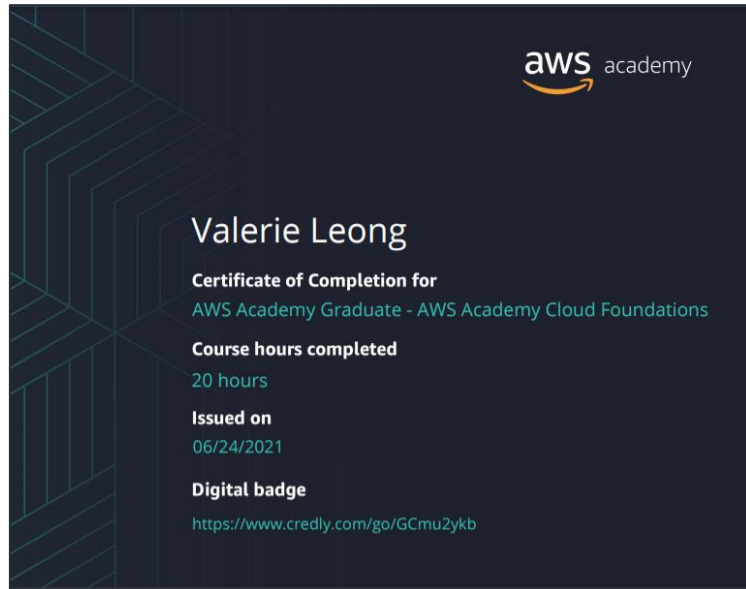 aws academy
Valerie Leong
Certificate of Completion for
AWS Academy Graduate - AWS Academy Cloud Foundations
Course hours completed
20 hours
Issued on
06/24/2021
Digital badge
https://www.credly.com/go/GCmu2ykb